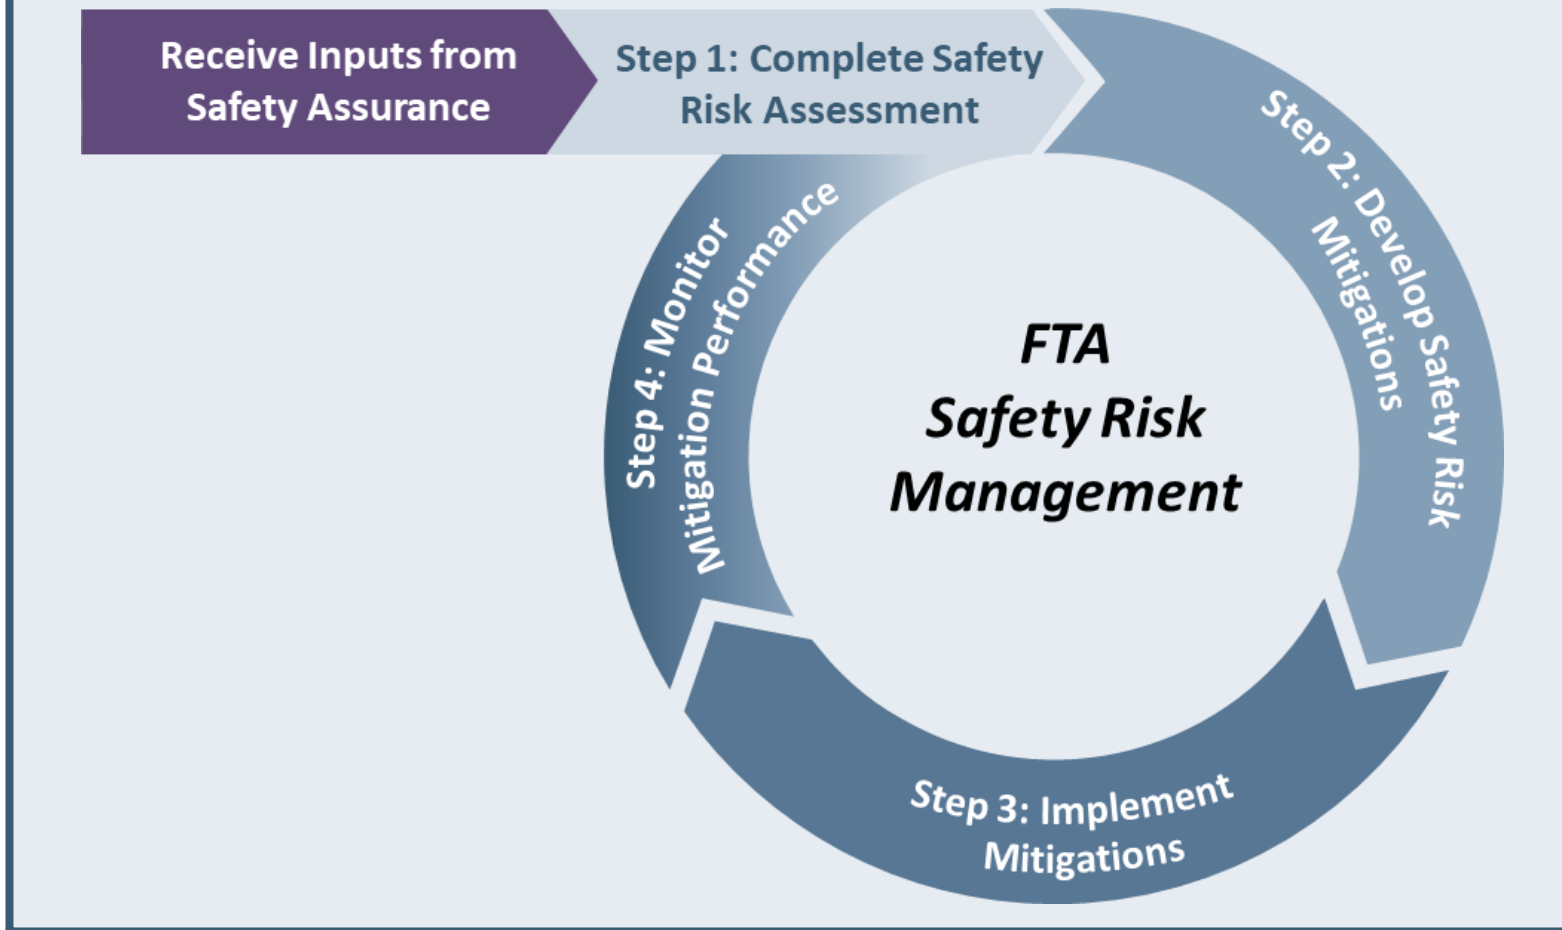 Receive Inputs from
Safety Assurance
Step 1: Complete Safety
Risk Assessment
Step 2: Develop Safety Risk
Mitigations
Step 3: Implement
Mitigations
Step 4: Monitor
Mitigation Performance
FTA
Safety Risk
Management